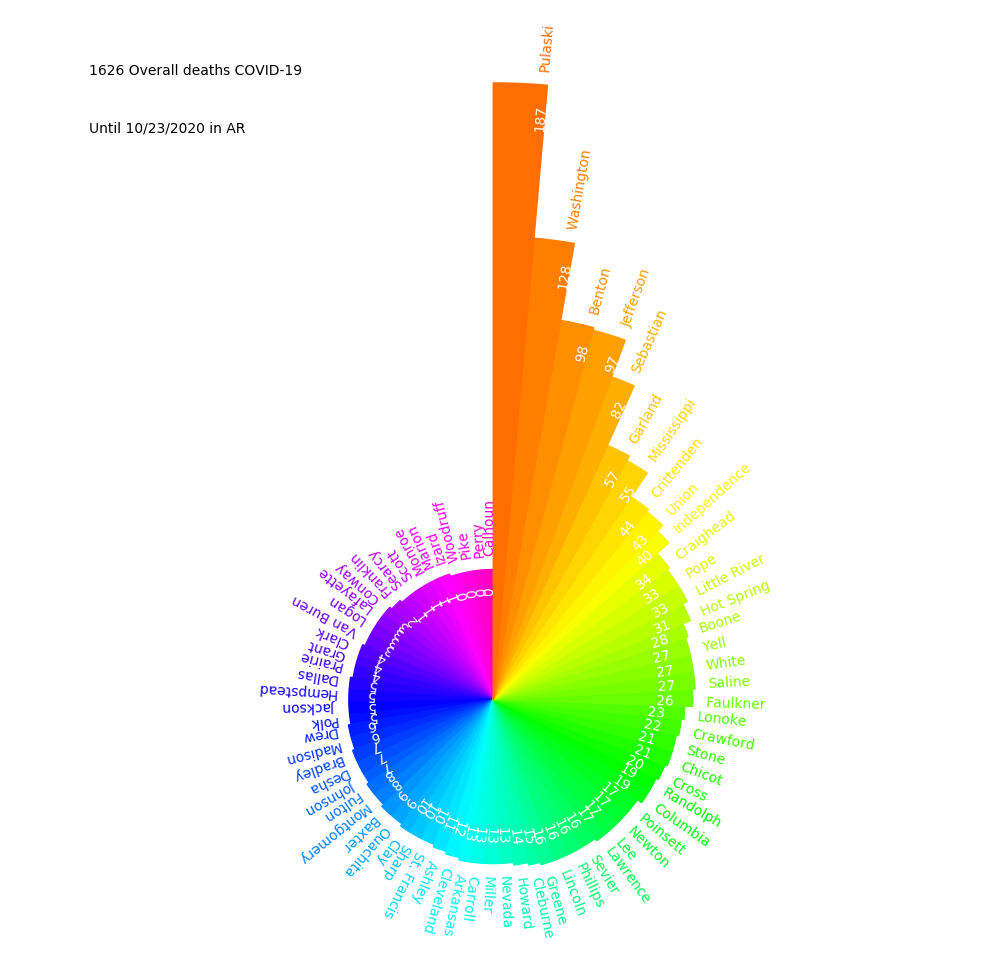 1626 Overall deaths COVID-19
Until 10/23/2020 in AR
Pulaski
187
Washington
128
Benton
98
Jefferson
97
Sebastian
82
Garland
57
Mississippi
55
Crittenden
44
Union
43
Independence
40
Craighead
34
Pope
33
Little River
33
Hot Spring
31
Boone
28
Yell
27
White
27
Saline
27
Faulkner
26
Lonoke
23
Crawford
22
Stone
21
Chicot
21
Cross
Randolph
Columbia
Poinsett
Newton
Lee
Lawrence
Sevier
Phillips
Lincoln
Greene
Cleburne
Howard
Nevada
Miller
Carroll
Arkansas
Cleveland
Ashley
St. Francis
Sharp
Clay
Ouachita
Baxter
Montgomery
Fulton
Johnson
Desha
Bradley
Madison
Drew
Polk
Jackson
Hempstead
Dallas
Prairie
Grant
Clark
Van Buren
Logan
Lafayette
Conway
Franklin
Searcy
Scott
Monroe
Marion
Izard
Woodruff
Pike
Perry
Calhoun